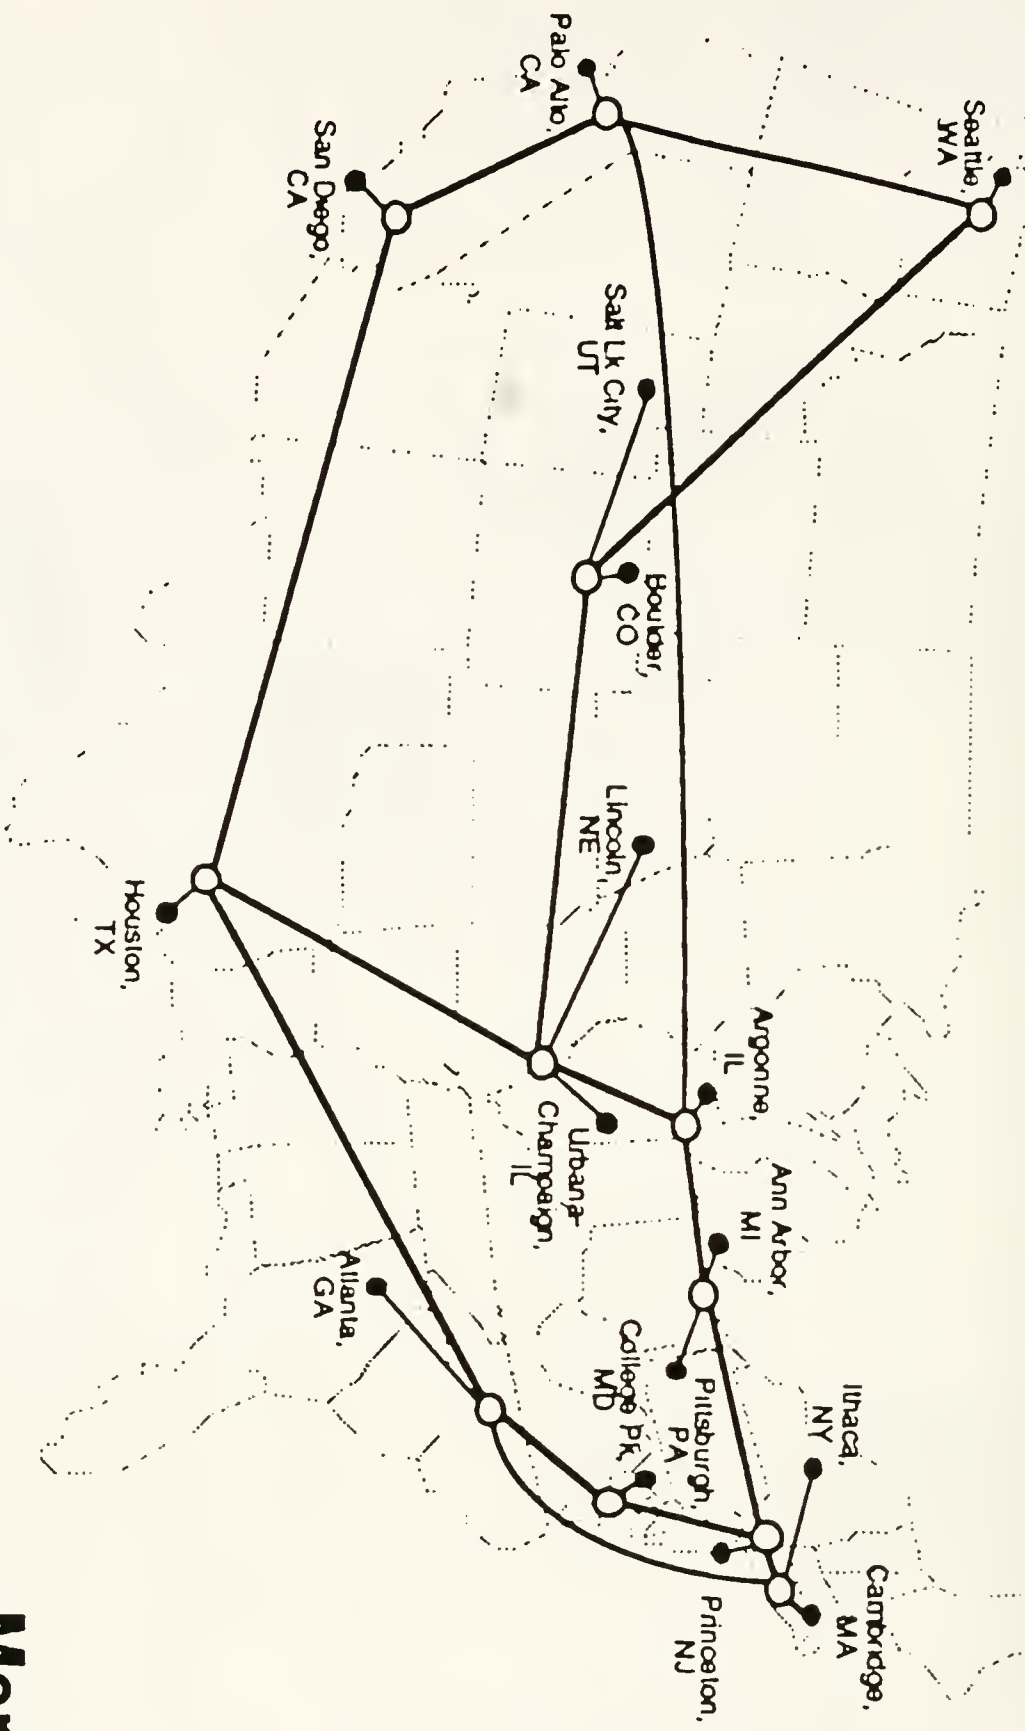 Seattle,
WA
Palo Alto,
CA
San Diego,
CA
Salt Lk City,
UT
Boulder,
CO
Lincoln,
NE
Houston,
TX
Argonne,
IL
Urbana-
Champaign,
IL
Ann Arbor,
MI
Atlanta,
GA
College Pk,
MD
Pittsburgh,
PA
Ithaca,
NY
Cambridge,
MA
Princeton,
NJ